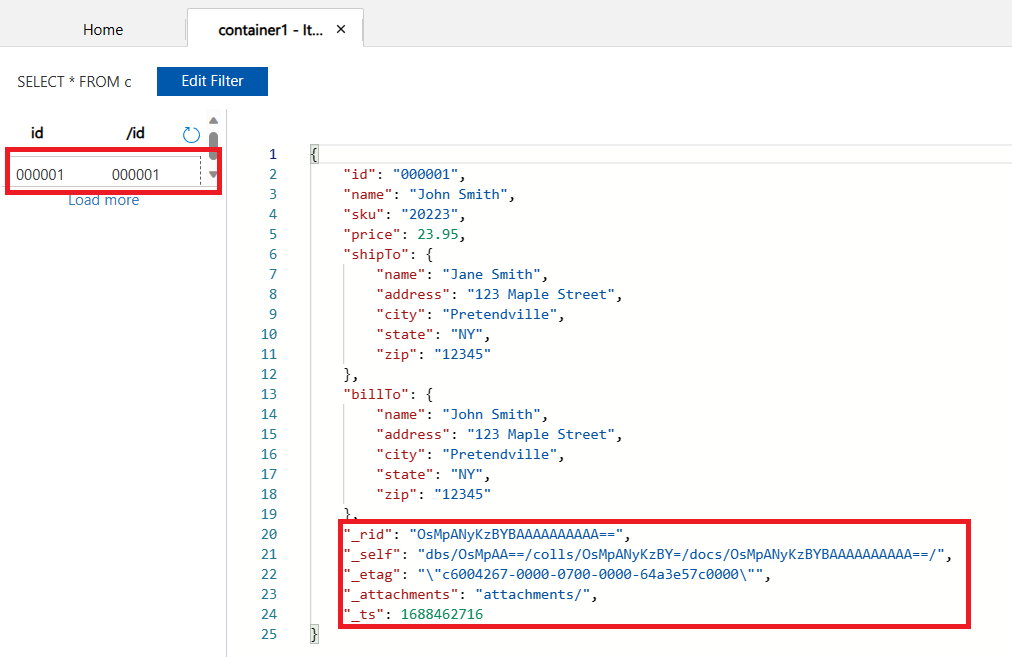 Home
container1 - It... ✕
SELECT * FROM c
Edit Filter
id /id
000001 000001
Load more
1 {
2 "id": "000001",
3 "name": "John Smith",
4 "sku": "20223",
5 "price": 23.95,
6 "shipTo": {
7 "name": "Jane Smith",
8 "address": "123 Maple Street",
9 "city": "Pretendville",
10 "state": "NY",
11 "zip": "12345"
12 },
13 "billTo": {
14 "name": "John Smith",
15 "address": "123 Maple Street",
16 "city": "Pretendville",
17 "state": "NY",
18 "zip": "12345"
19 },
20 "_rid": "OsMpANyKzBYBAAAAAAAAAA==",
21 "_self": "dbs/OsMpAA==/colls/OsMpANyKzBY=/docs/OsMpANyKzBYBAAAAAAAAAA==/",
22 "_etag": "\"c6004267-0000-0700-0000-64a3e57c0000\"",
23 "_attachments": "attachments/",
24 "_ts": 1688462716
25 }